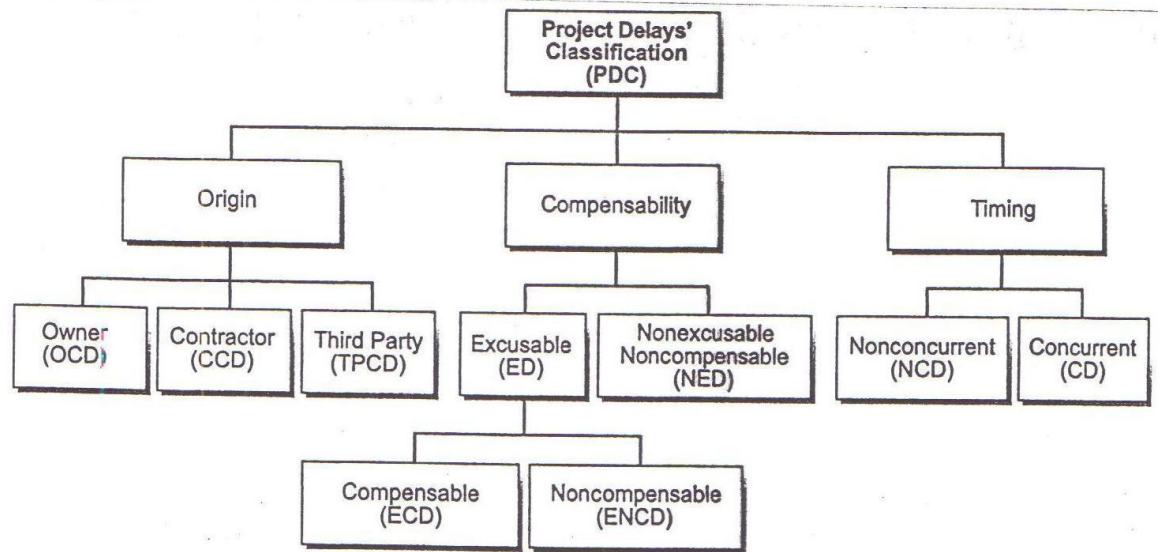 Project Delays'
Classification
(PDC)
Origin
Compensability
Timing
Owner
(OCD)
Contractor
(CCD)
Third Party
(TPCD)
Excusable
(ED)
Nonexcusable
Noncompensable
(NED)
Nonconcurrent
(NCD)
Concurrent
(CD)
Compensable
(ECD)
Noncompensable
(ENCD)